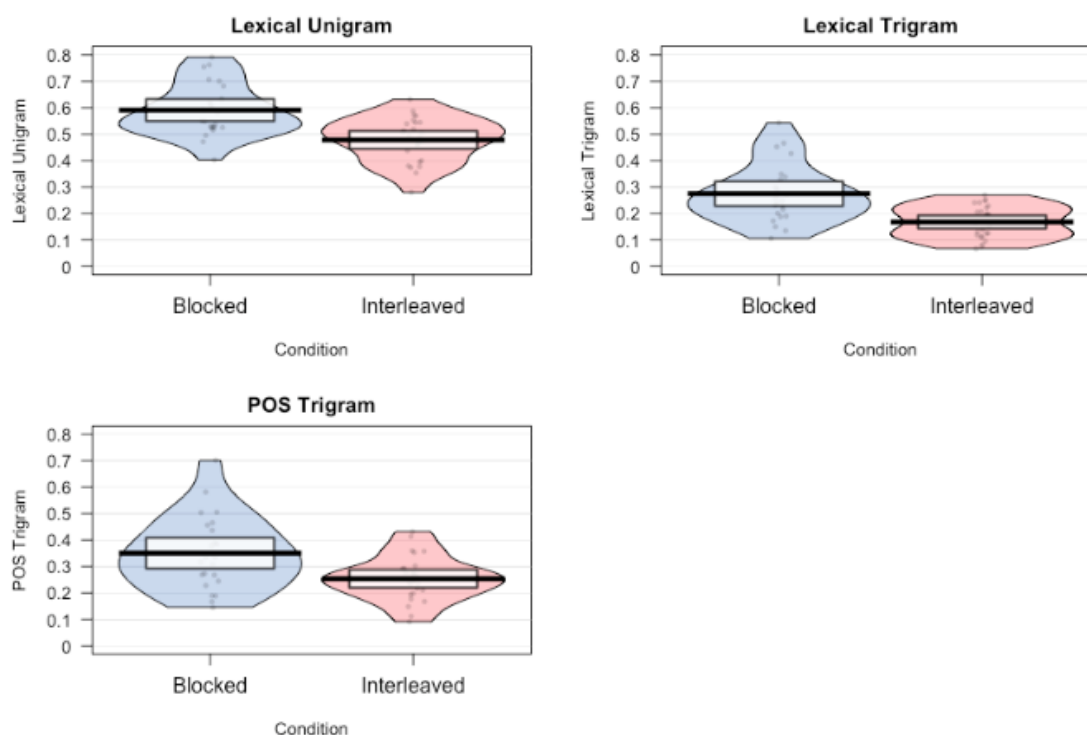 Lexical Unigram
Lexical Unigram
0.8
0.7
0.6
0.5
0.4
0.3
0.2
0.1
0
Blocked Interleaved
Condition
Lexical Trigram
Lexical Trigram
0.8
0.7
0.6
0.5
0.4
0.3
0.2
0.1
0
Blocked Interleaved
Condition
POS Trigram
POS Trigram
0.8
0.7
0.6
0.5
0.4
0.3
0.2
0.1
0
Blocked Interleaved
Condition